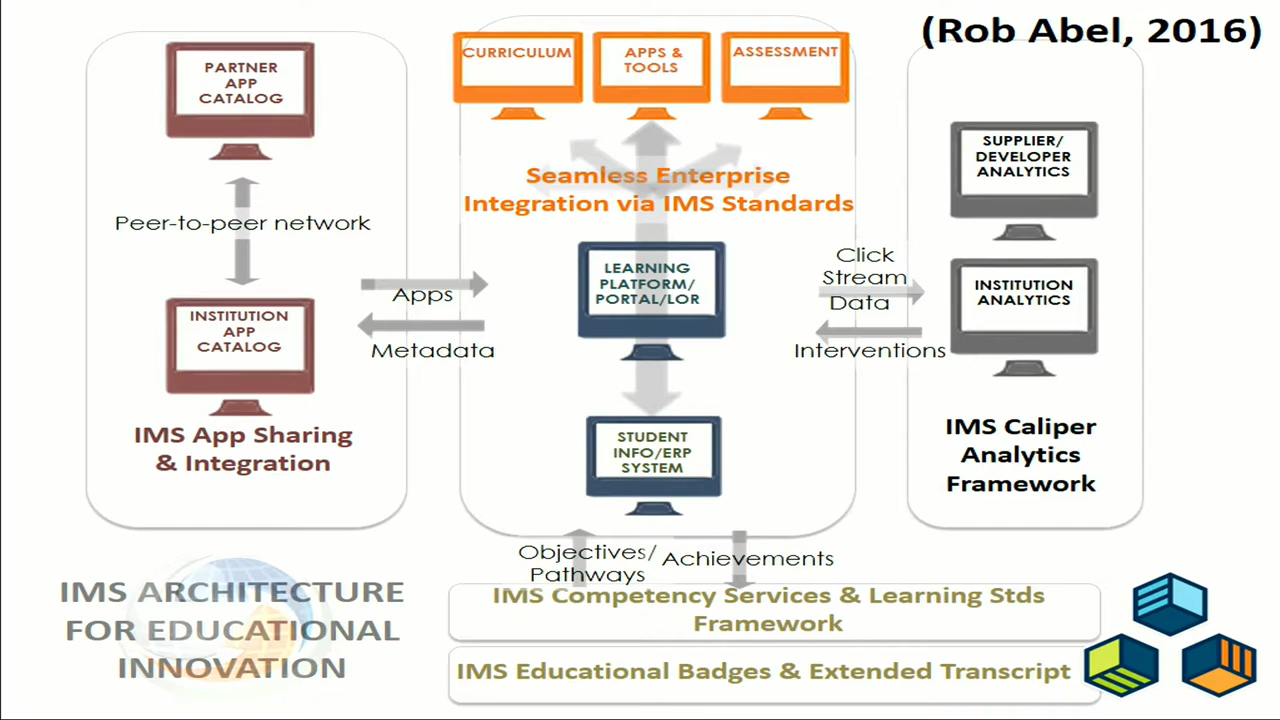 (Rob Abel, 2016)
PARTNER
APP
CATALOG
Peer-to-peer network
INSTITUTION
APP
CATALOG
IMS App Sharing
& Integration
Apps
Metadata
CURRICULUM
APPS &
TOOLS
ASSESSMENT
Seamless Enterprise
Integration via IMS Standards
LEARNING
PLATFORM/
PORTAL/LOR
STUDENT
INFO/ERP
SYSTEM
Click
Stream
Data
Interventions
SUPPLIER/
DEVELOPER
ANALYTICS
INSTITUTION
ANALYTICS
IMS Caliper
Analytics
Framework
Objectives/
Pathways
Achievements
IMS Competency Services & Learning Stds
Framework
IMS Educational Badges & Extended Transcript
IMS ARCHITECTURE
FOR EDUCATIONAL
INNOVATION